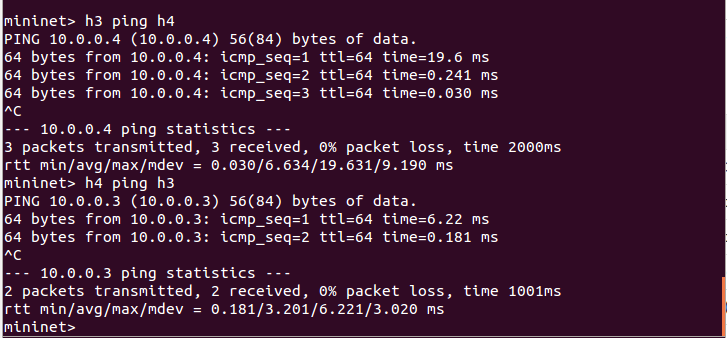 mininet> h3 ping h4
PING 10.0.0.4 (10.0.0.4) 56(84) bytes of data.
64 bytes from 10.0.0.4: icmp_seq=1 ttl=64 time=19.6 ms
64 bytes from 10.0.0.4: icmp_seq=2 ttl=64 time=0.241 ms
64 bytes from 10.0.0.4: icmp_seq=3 ttl=64 time=0.030 ms
^C
--- 10.0.0.4 ping statistics ---
3 packets transmitted, 3 received, 0% packet loss, time 2000ms
rtt min/avg/max/mdev = 0.030/6.634/19.631/9.190 ms
mininet> h4 ping h3
PING 10.0.0.3 (10.0.0.3) 56(84) bytes of data.
64 bytes from 10.0.0.3: icmp_seq=1 ttl=64 time=6.22 ms
64 bytes from 10.0.0.3: icmp_seq=2 ttl=64 time=0.181 ms
^C
--- 10.0.0.3 ping statistics ---
2 packets transmitted, 2 received, 0% packet loss, time 1001ms
rtt min/avg/max/mdev = 0.181/3.201/6.221/3.020 ms
mininet>